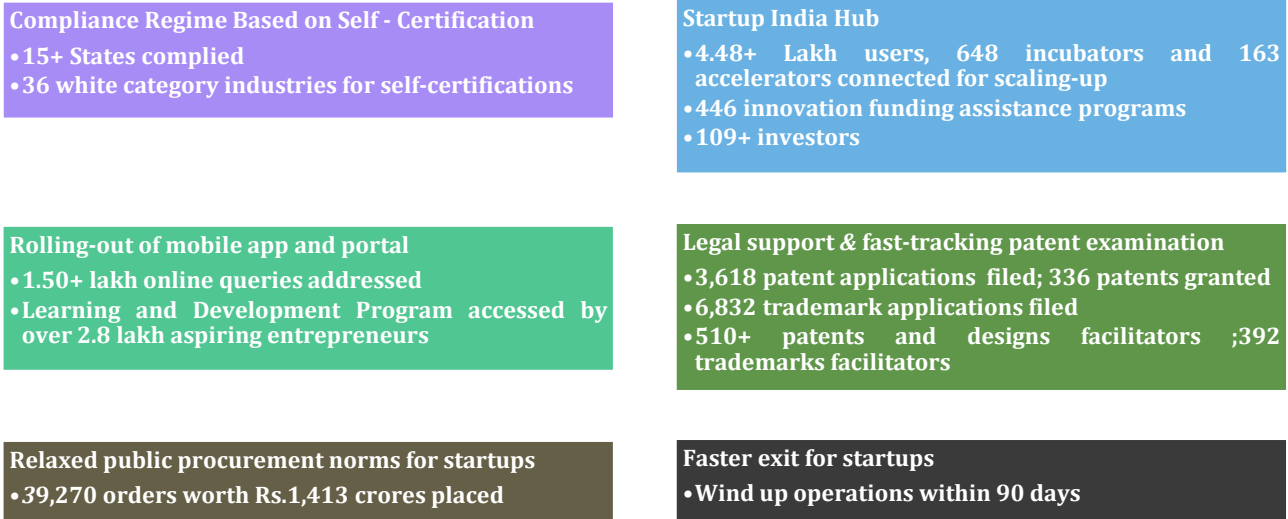 Compliance Regime Based on Self - Certification
•15+ States complied
•36 white category industries for self-certifications
Startup India Hub
•4.48+ Lakh users, 648 incubators and 163
accelerators connected for scaling-up
•446 innovation funding assistance programs
•109+ investors
Rolling-out of mobile app and portal
•1.50+ lakh online queries addressed
•Learning and Development Program accessed by
over 2.8 lakh aspiring entrepreneurs
Legal support & fast-tracking patent examination
•3,618 patent applications filed; 336 patents granted
•6,832 trademark applications filed
•510+ patents and designs facilitators ;392
trademarks facilitators
Relaxed public procurement norms for startups
•39,270 orders worth Rs.1,413 crores placed
Faster exit for startups
•Wind up operations within 90 days